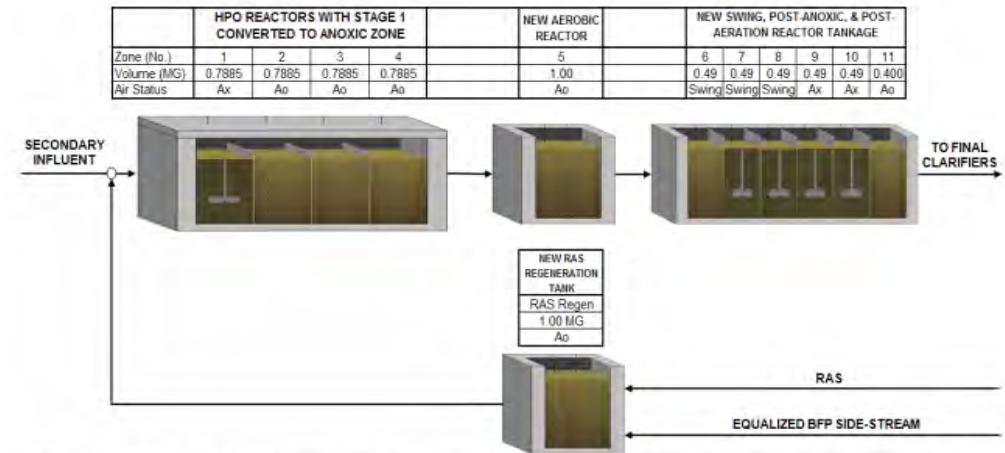 HPO REACTORS WITH STAGE 1
CONVERTED TO ANOXIC ZONE
NEW AEROBIC
REACTOR
NEW SWING, POST-ANOXIC, & POST-
AERATION REACTOR TANKAGE
Zone (No.) 1 2 3 4 5 6 7 8 9 10 11
Volume (MG) 0.7885 0.7885 0.7885 0.7885 1.00 0.49 0.49 0.49 0.49 0.49 0.400
Air Status Ax Ao Ao Ao Ao Swing Swing Swing Ax Ax Ao
SECONDARY
INFLUENT
TO FINAL
CLARIFIERS
NEW RAS
REGENERATION
TANK
RAS Regen
1.00 MG
Ao
RAS
EQUALIZED BFP SIDE-STREAM